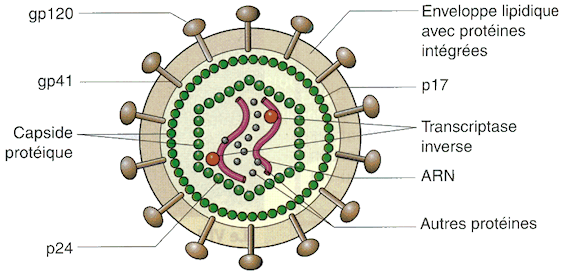 gp120
gp41
Capside
protéique
p24
Enveloppe lipidique
avec protéines
intégrées
p17
Transcriptase
inverse
ARN
Autres protéines